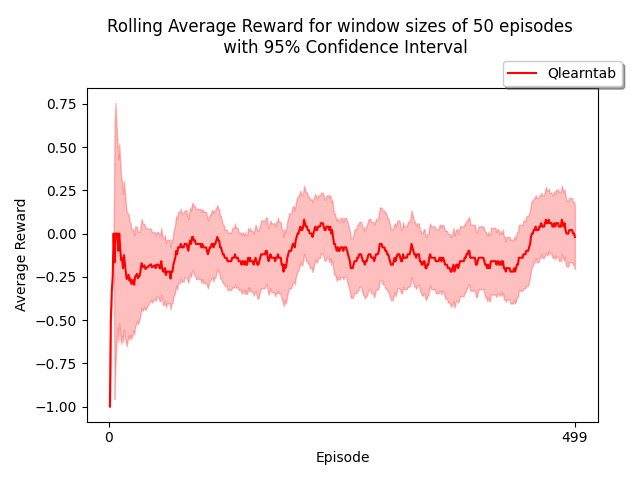 Rolling Average Reward for window sizes of 50 episodes
with 95% Confidence Interval
Qlearntab
0.75
0.50
0.25
0.00
−0.25
−0.50
−0.75
−1.00
Average Reward
0
499
Episode